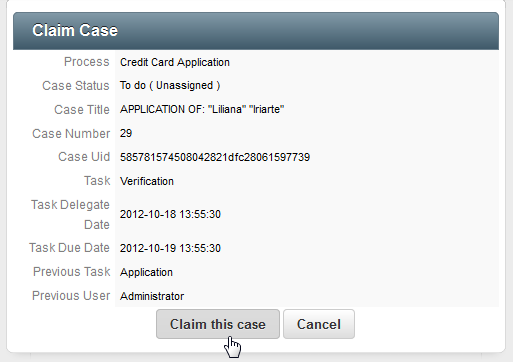 Claim Case
Process Credit Card Application
Case Status To do ( Unassigned )
Case Title APPLICATION OF: "Liliana" "Iriarte"
Case Number 29
Case Uid 585781574508042821dfc28061597739
Task Verification
Task Delegate
Date 2012-10-18 13:55:30
Task Due Date 2012-10-19 13:55:30
Previous Task Application
Previous User Administrator
Claim this case Cancel